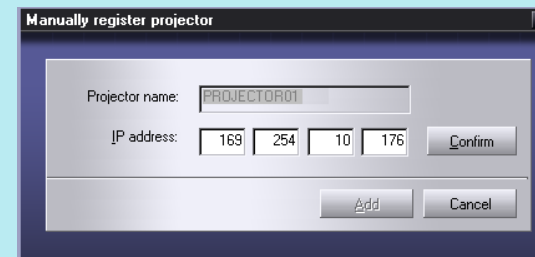 Manually register projector
Projector name: PROJECTOR01
IP address: 169 254 10 176 Confirm
Add Cancel